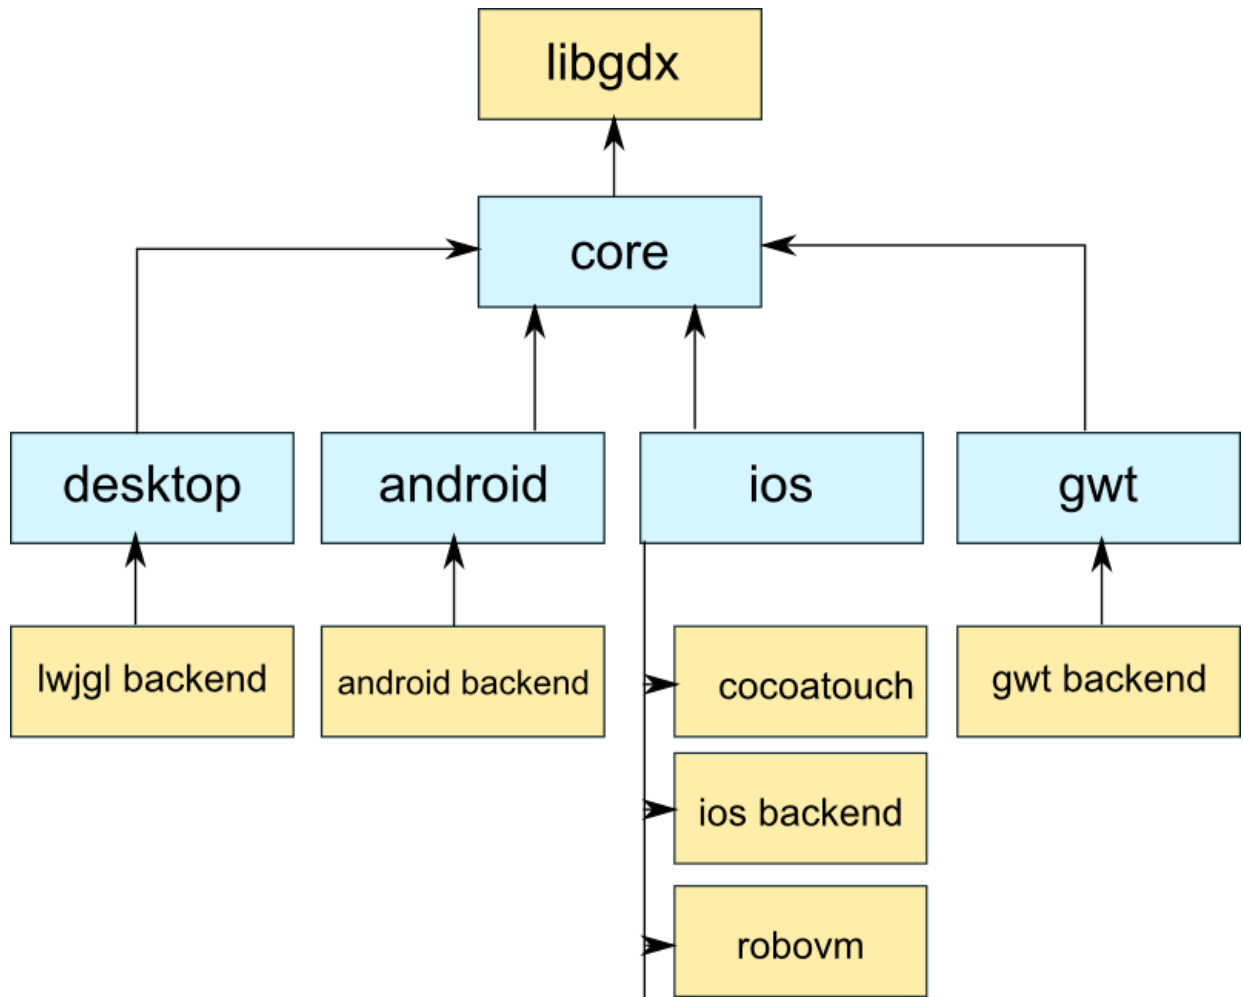 libgdx
core
desktop
android
ios
gwt
lwjgl backend
android backend
cocoatouch
gwt backend
ios backend
robovm